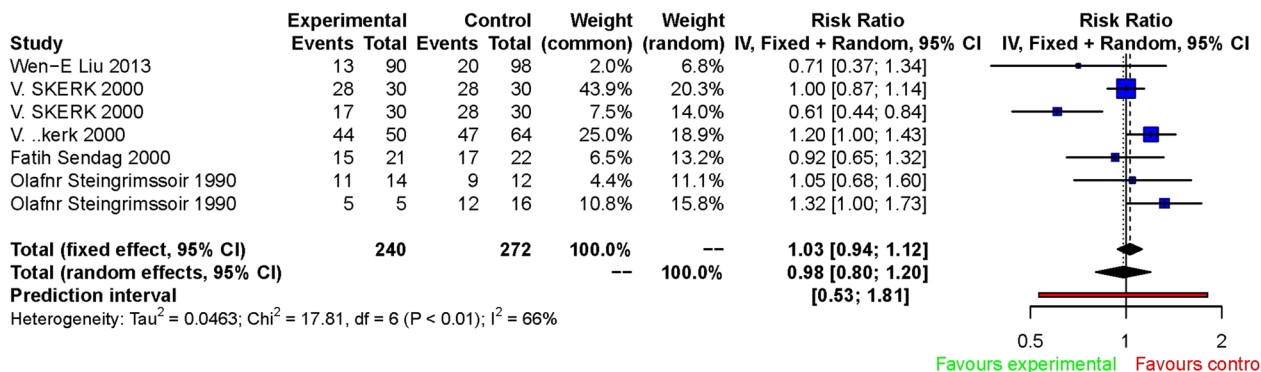 Experimental Control Weight Weight Risk Ratio Risk Ratio
Study Events Total Events Total (common) (random) IV, Fixed + Random, 95% CI IV, Fixed + Random, 95% CI
Wen−E Liu 2013 13 90 20 98 2.0% 6.8% 0.71 [0.37; 1.34]
V. SKERK 2000 28 30 28 30 43.9% 20.3% 1.00 [0.87; 1.14]
V. SKERK 2000 17 30 28 30 7.5% 14.0% 0.61 [0.44; 0.84]
V. ..kerk 2000 44 50 47 64 25.0% 18.9% 1.20 [1.00; 1.43]
Fatih Sendag 2000 15 21 17 22 6.5% 13.2% 0.92 [0.65; 1.32]
Olafnr Steingrimssoir 1990 11 14 9 12 4.4% 11.1% 1.05 [0.68; 1.60]
Olafnr Steingrimssoir 1990 5 5 12 16 10.8% 15.8% 1.32 [1.00; 1.73]
Total (fixed effect, 95% CI) 240 272 100.0% −− 1.03 [0.94; 1.12]
Total (random effects, 95% CI) −− 100.0% 0.98 [0.80; 1.20]
Prediction interval [0.53; 1.81]
Heterogeneity: Tau² = 0.0463; Chi² = 17.81, df = 6 (P < 0.01); I² = 66%
0.5 1 2
Favours experimental Favours contro